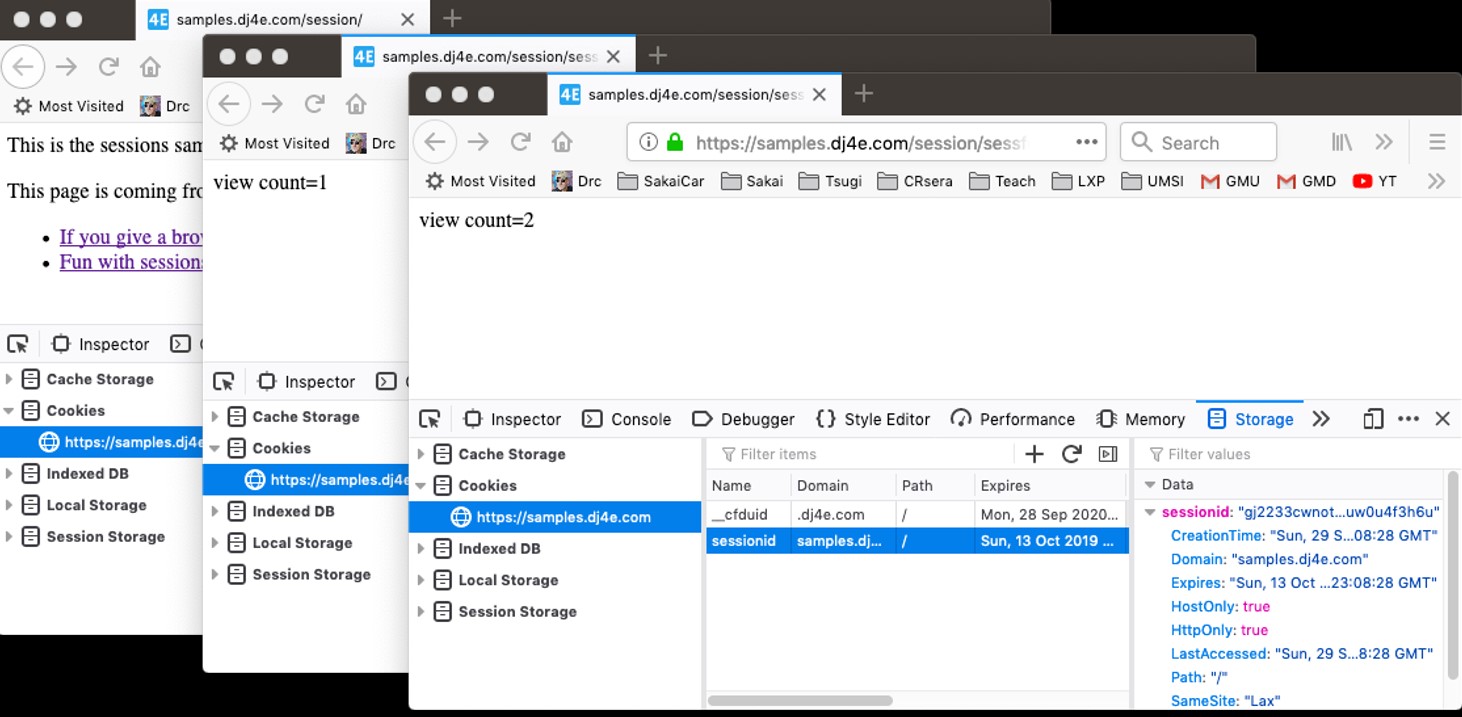 4E samples.dj4e.com/session/
Most Visited Drc
This is the sessions sam
This page is coming fro
If you give a brow
Fun with sessions
Inspector
Cache Storage
Cookies
https://samples.dj4e
Indexed DB
Local Storage
Session Storage
4E samples.dj4e.com/session/sess
Most Visited Drc
view count=1
Inspector
Cache Storage
Cookies
https://samples.dj4e
Indexed DB
Local Storage
Session Storage
4E samples.dj4e.com/session/sess
https://samples.dj4e.com/session/sessf Search
Most Visited Drc SakaiCar Sakai Tsugi CRsera Teach LXP UMSI GMU GMD YT
view count=2
Inspector Console Debugger Style Editor Performance Memory Storage
Cache Storage
Cookies
https://samples.dj4e.com
Indexed DB
Local Storage
Session Storage
Filter items
Name Domain Path Expires
__cfduid .dj4e.com / Mon, 28 Sep 2020...
sessionid samples.dj... / Sun, 13 Oct 2019 ...
Filter values
Data
sessionid: "gj2233cwnot...uw0u4f3h6u"
CreationTime: "Sun, 29 S...08:28 GMT"
Domain: "samples.dj4e.com"
Expires: "Sun, 13 Oct ...23:08:28 GMT"
HostOnly: true
HttpOnly: true
LastAccessed: "Sun, 29 S...8:28 GMT"
Path: "/"
SameSite: "Lax"